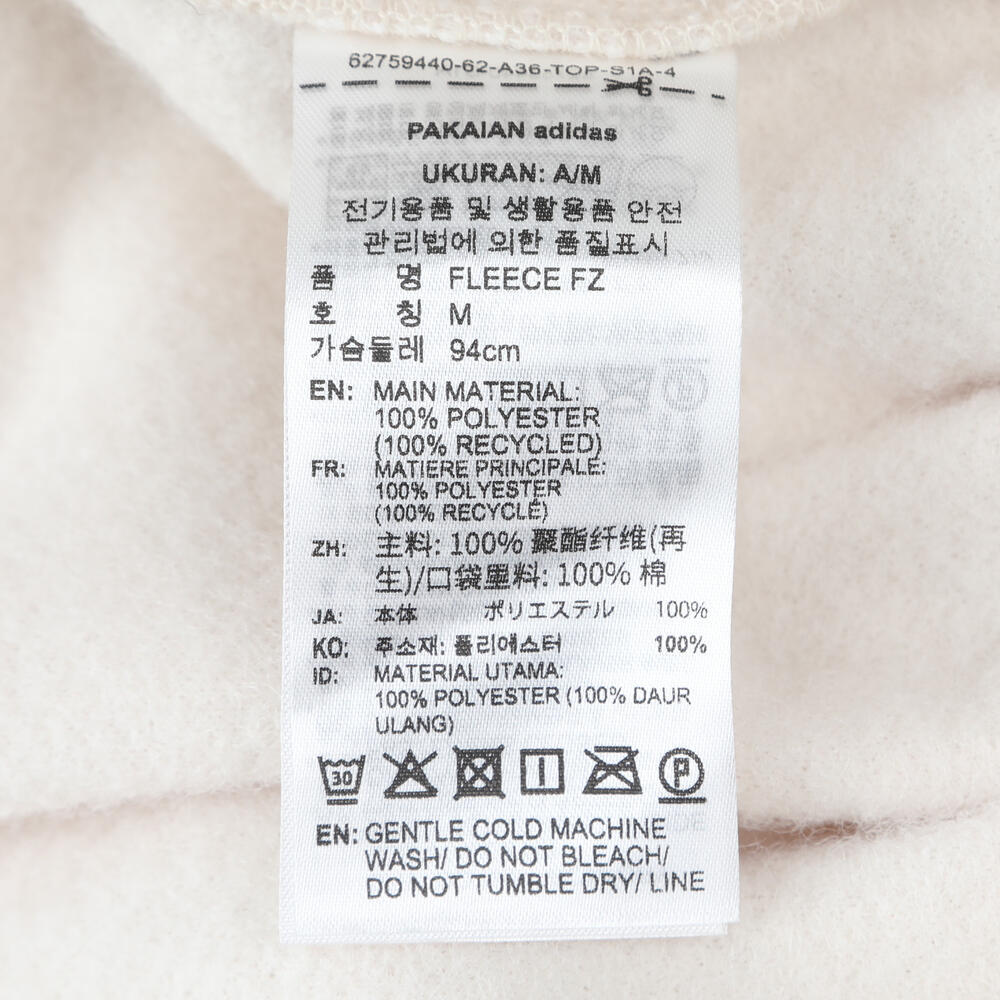 62759440-62-A36-TOP-S1A-4
PAKAIAN adidas
UKURAN: A/M
전기용품 및 생활용품 안전
관리법에 의한 품질표시
품 명 FLEECE FZ
호 칭 M
가슴둘레 94cm
EN: MAIN MATERIAL:
100% POLYESTER
(100% RECYCLED)
FR: MATIERE PRINCIPALE:
100% POLYESTER
(100% RECYCLÉ)
ZH: 主料: 100% 聚酯纤维(再
生)/口袋里料: 100% 棉
JA: 本体 ポリエステル 100%
KO: 주소재: 폴리에스터 100%
ID: MATERIAL UTAMA:
100% POLYESTER (100% DAUR
ULANG)
30 P
EN: GENTLE COLD MACHINE
WASH/ DO NOT BLEACH/
DO NOT TUMBLE DRY/ LINE